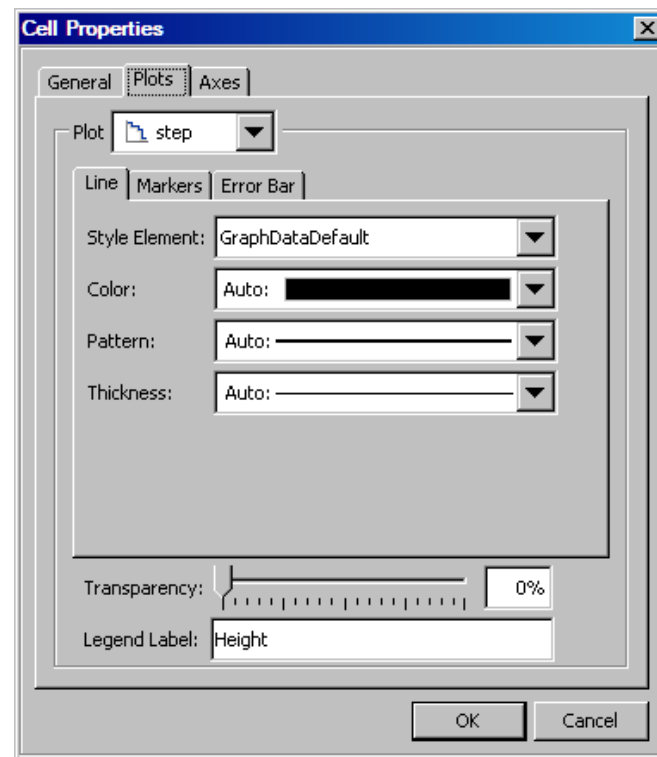 Cell Properties
General Plots Axes
Plot step
Line Markers Error Bar
Style Element: GraphDataDefault
Color: Auto:
Pattern: Auto:
Thickness: Auto:
Transparency: 0%
Legend Label: Height
OK Cancel